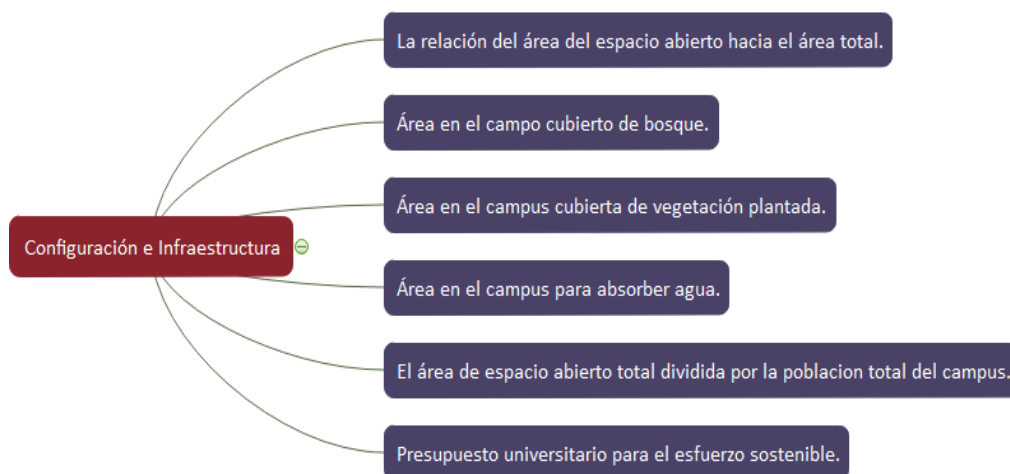 La relación del área del espacio abierto hacia el área total.
Área en el campo cubierto de bosque.
Área en el campus cubierta de vegetación plantada.
Configuración e Infraestructura
Área en el campus para absorber agua.
El área de espacio abierto total dividida por la poblacion total del campus.
Presupuesto universitario para el esfuerzo sostenible.